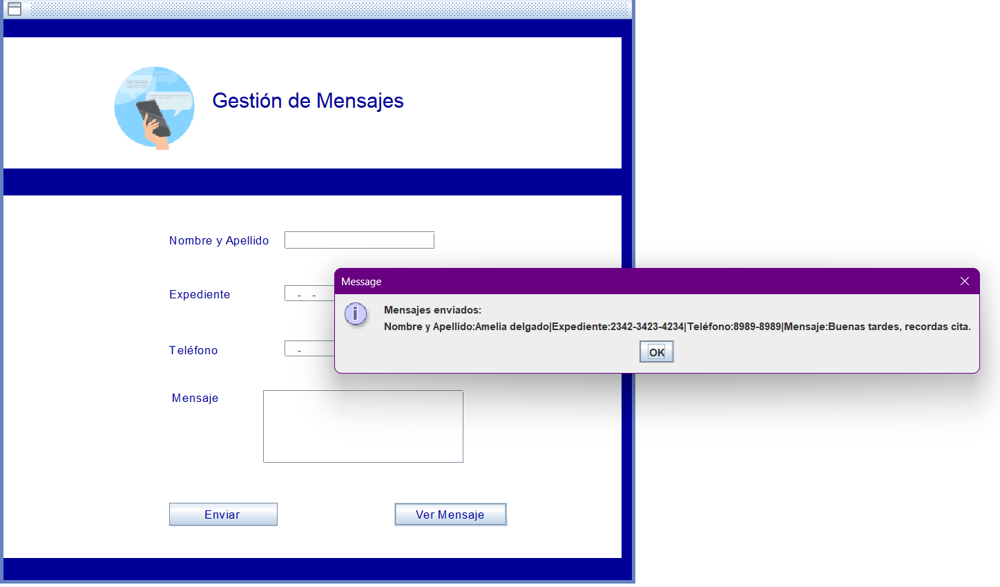 Gestión de Mensajes
Nombre y Apellido
Expediente - -
Teléfono -
Mensaje
Enviar
Ver Mensaje
Message
Mensajes enviados:
Nombre y Apellido:Amelia delgado|Expediente:2342-3423-4234|Teléfono:8989-8989|Mensaje:Buenas tardes, recordas cita.
OK